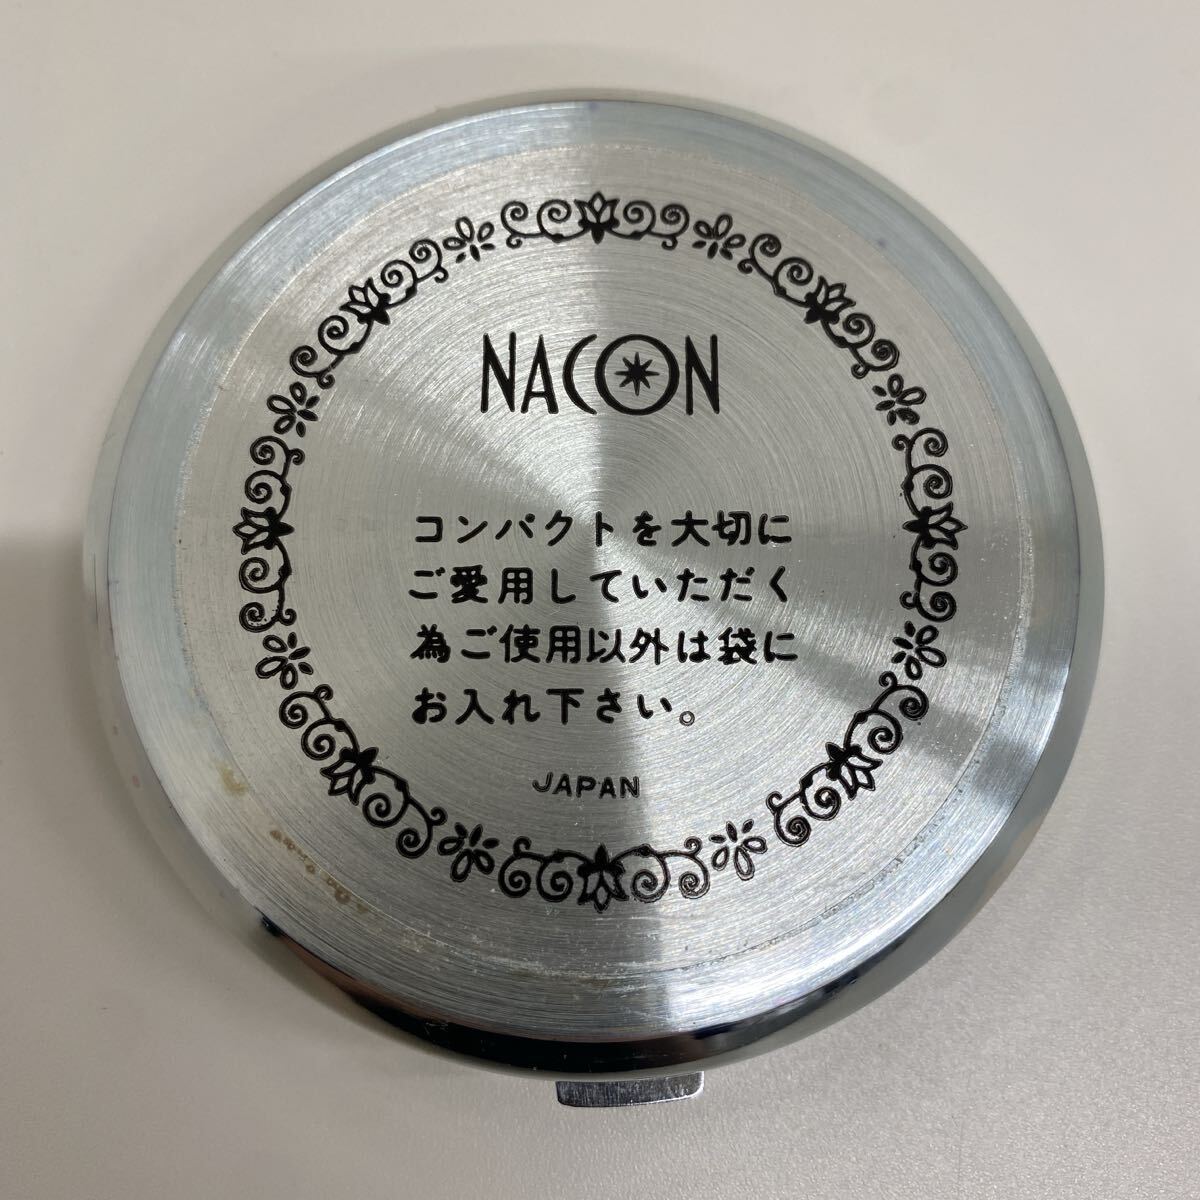 NACON
コンパクトを大切に
ご愛用していただく
為ご使用以外は袋に
お入れ下さい。
JAPAN